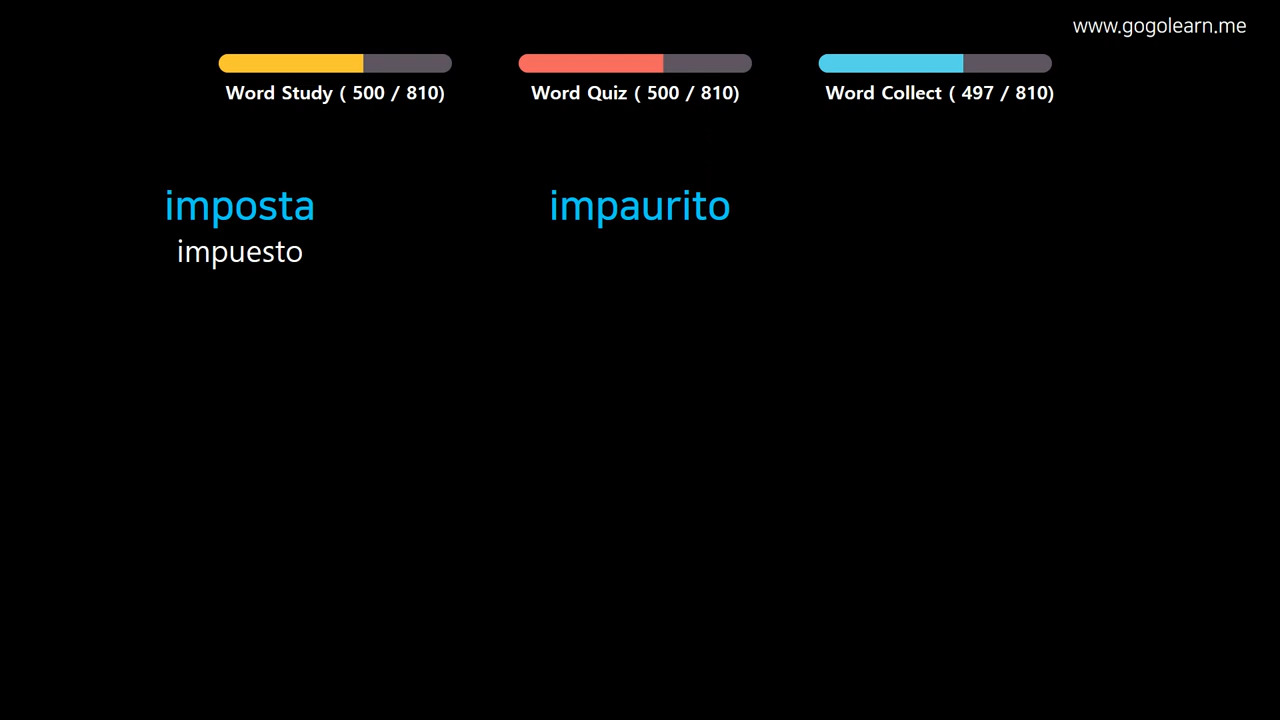 www.gogolearn.me
Word Study ( 500 / 810)
Word Quiz ( 500 / 810)
Word Collect ( 497 / 810)
imposta
impuesto
impaurito